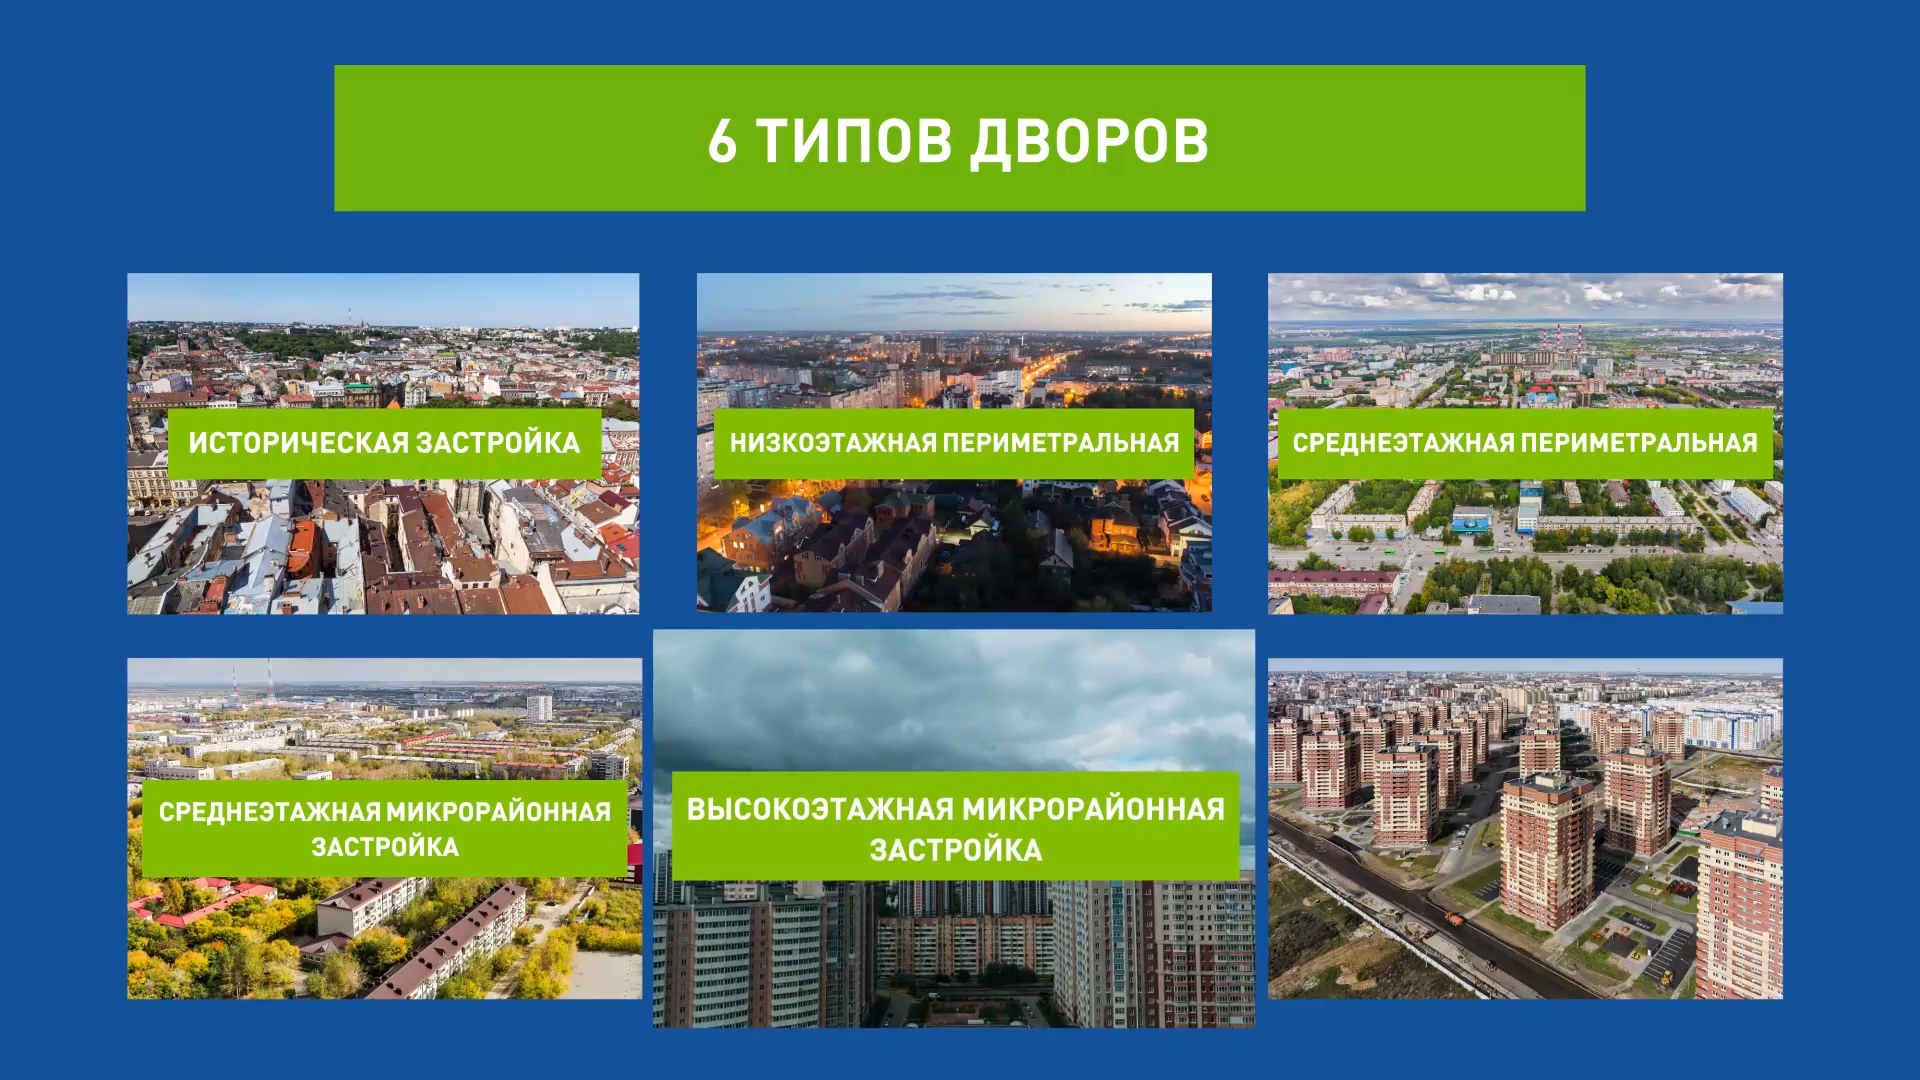 6 ТИПОВ ДВОРОВ
ИСТОРИЧЕСКАЯ ЗАСТРОЙКА
НИЗКОЭТАЖНАЯ ПЕРИМЕТРАЛЬНАЯ
СРЕДНЕЭТАЖНАЯ ПЕРИМЕТРАЛЬНАЯ
СРЕДНЕЭТАЖНАЯ МИКРОРАЙОННАЯ
ЗАСТРОЙКА
ВЫСОКОЭТАЖНАЯ МИКРОРАЙОННАЯ
ЗАСТРОЙКА